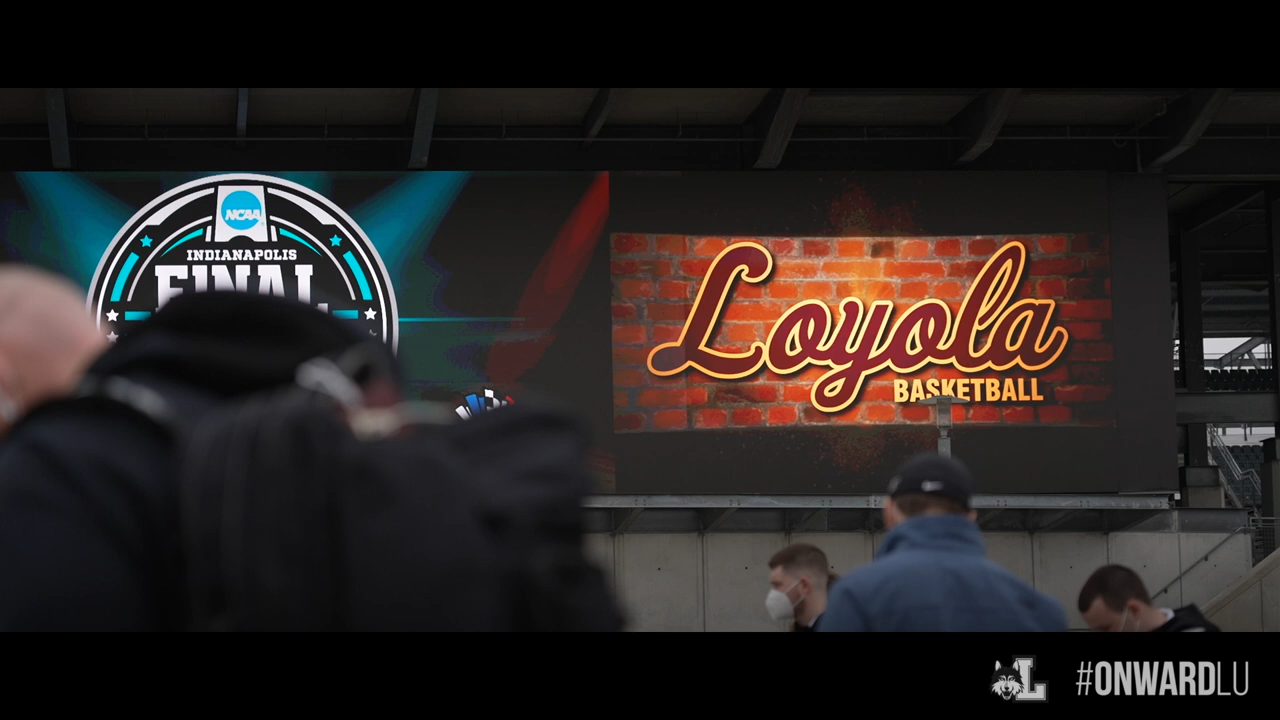 NCAA
INDIANAPOLIS
FINAL
Loyola
BASKETBALL
L
#ONWARDLU